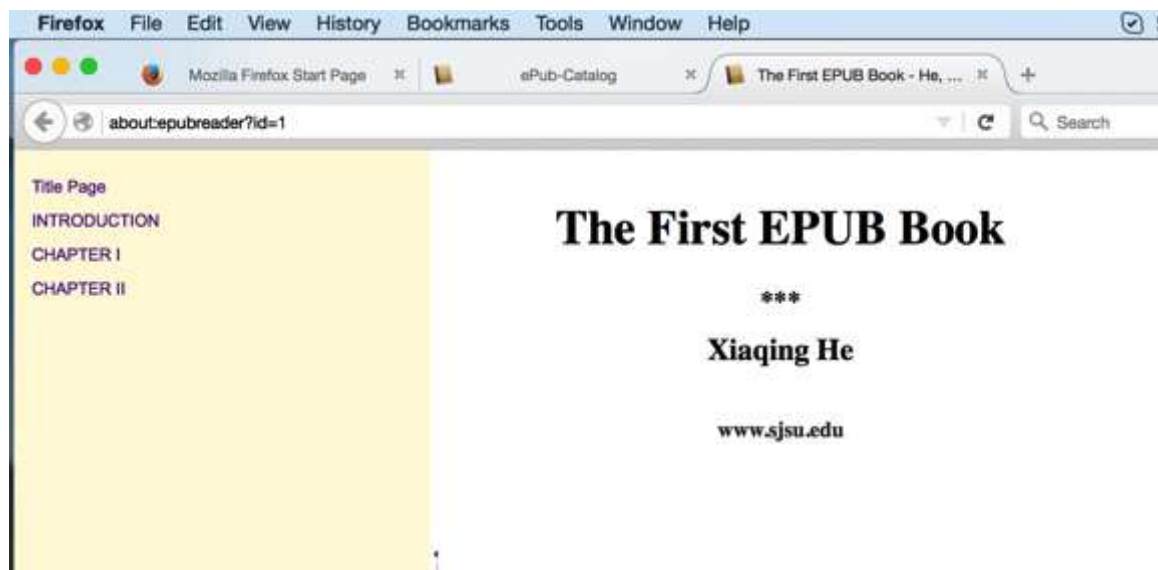 Firefox File Edit View History Bookmarks Tools Window Help
Mozilla Firefox Start Page ePub-Catalog The First EPUB Book - He, ...
about:epubreader?id=1 Search
Title Page
INTRODUCTION
CHAPTER I
CHAPTER II
The First EPUB Book
***
Xiaqing He
www.sjsu.edu